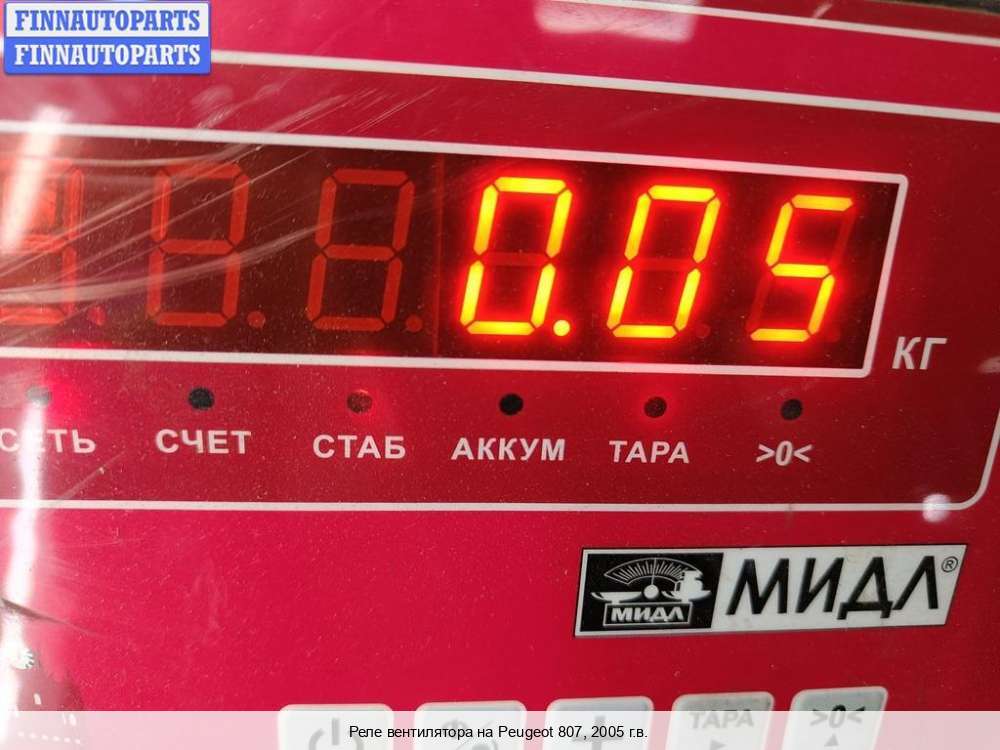 FINNAUTOPARTS
FINNAUTOPARTS
0.05
КГ
СЕТЬ СЧЕТ СТАБ АККУМ ТАРА >0<
МИДЛ МИДЛ®
ТАРА >0<
Реле вентилятора на Peugeot 807, 2005 г.в.